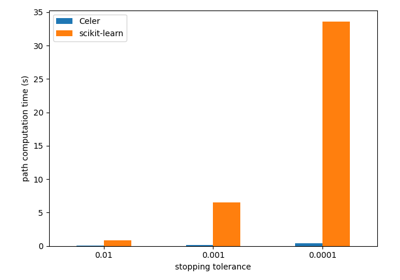 35
30
25
20
15
10
5
0
path computation time (s)
Celer
scikit-learn
0.01 0.001 0.0001
stopping tolerance